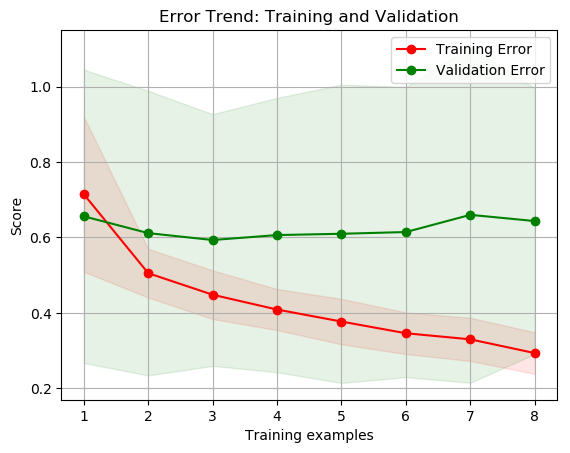 Error Trend: Training and Validation
Training Error
Validation Error
Score
1.0
0.8
0.6
0.4
0.2
1 2 3 4 5 6 7 8
Training examples